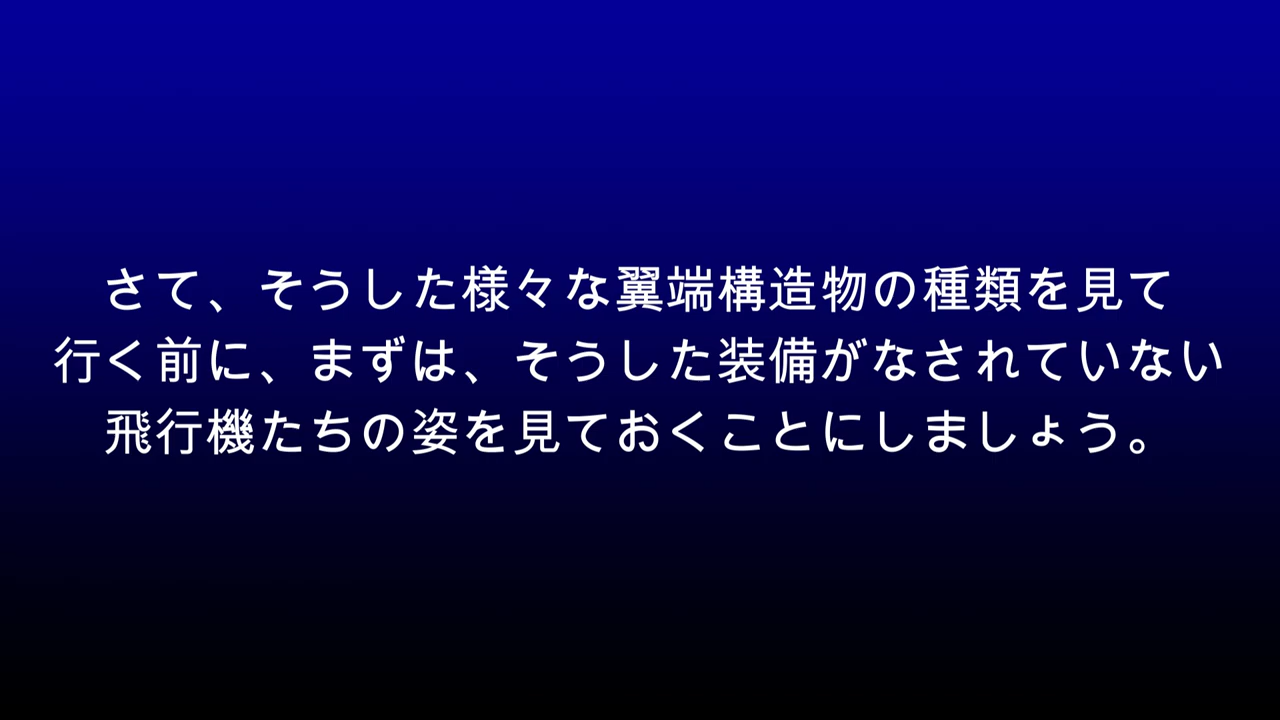 さて、そうした様々な翼端構造物の種類を見て
行く前に、まずは、そうした装備がなされていない
飛行機たちの姿を見ておくことにしましょう。